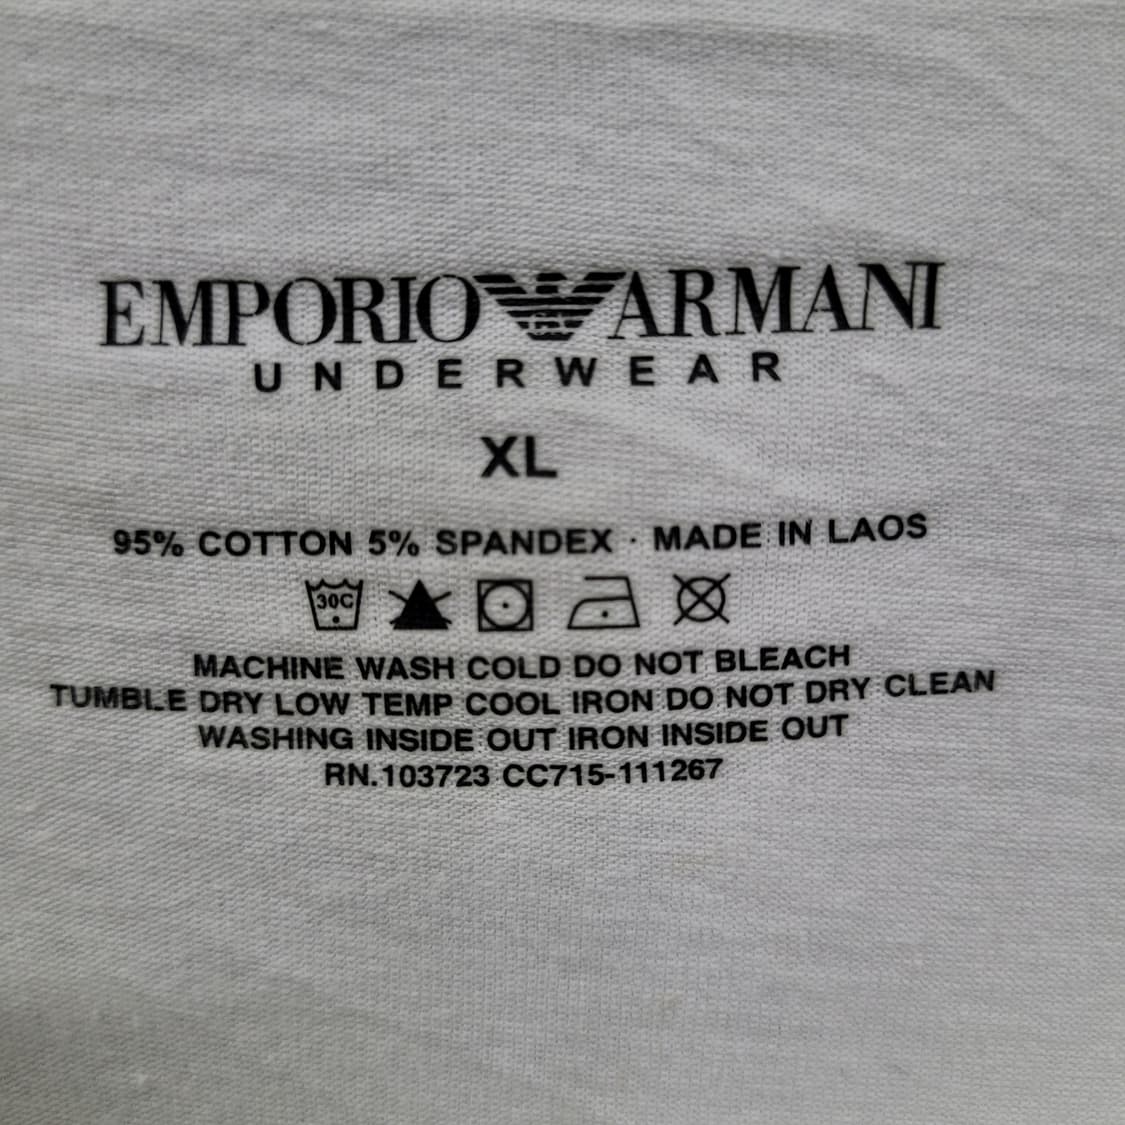 EMPORIO ARMANI
UNDERWEAR
XL
95% COTTON 5% SPANDEX · MADE IN LAOS
30C
MACHINE WASH COLD DO NOT BLEACH
TUMBLE DRY LOW TEMP COOL IRON DO NOT DRY CLEAN
WASHING INSIDE OUT IRON INSIDE OUT
RN.103723 CC715-111267